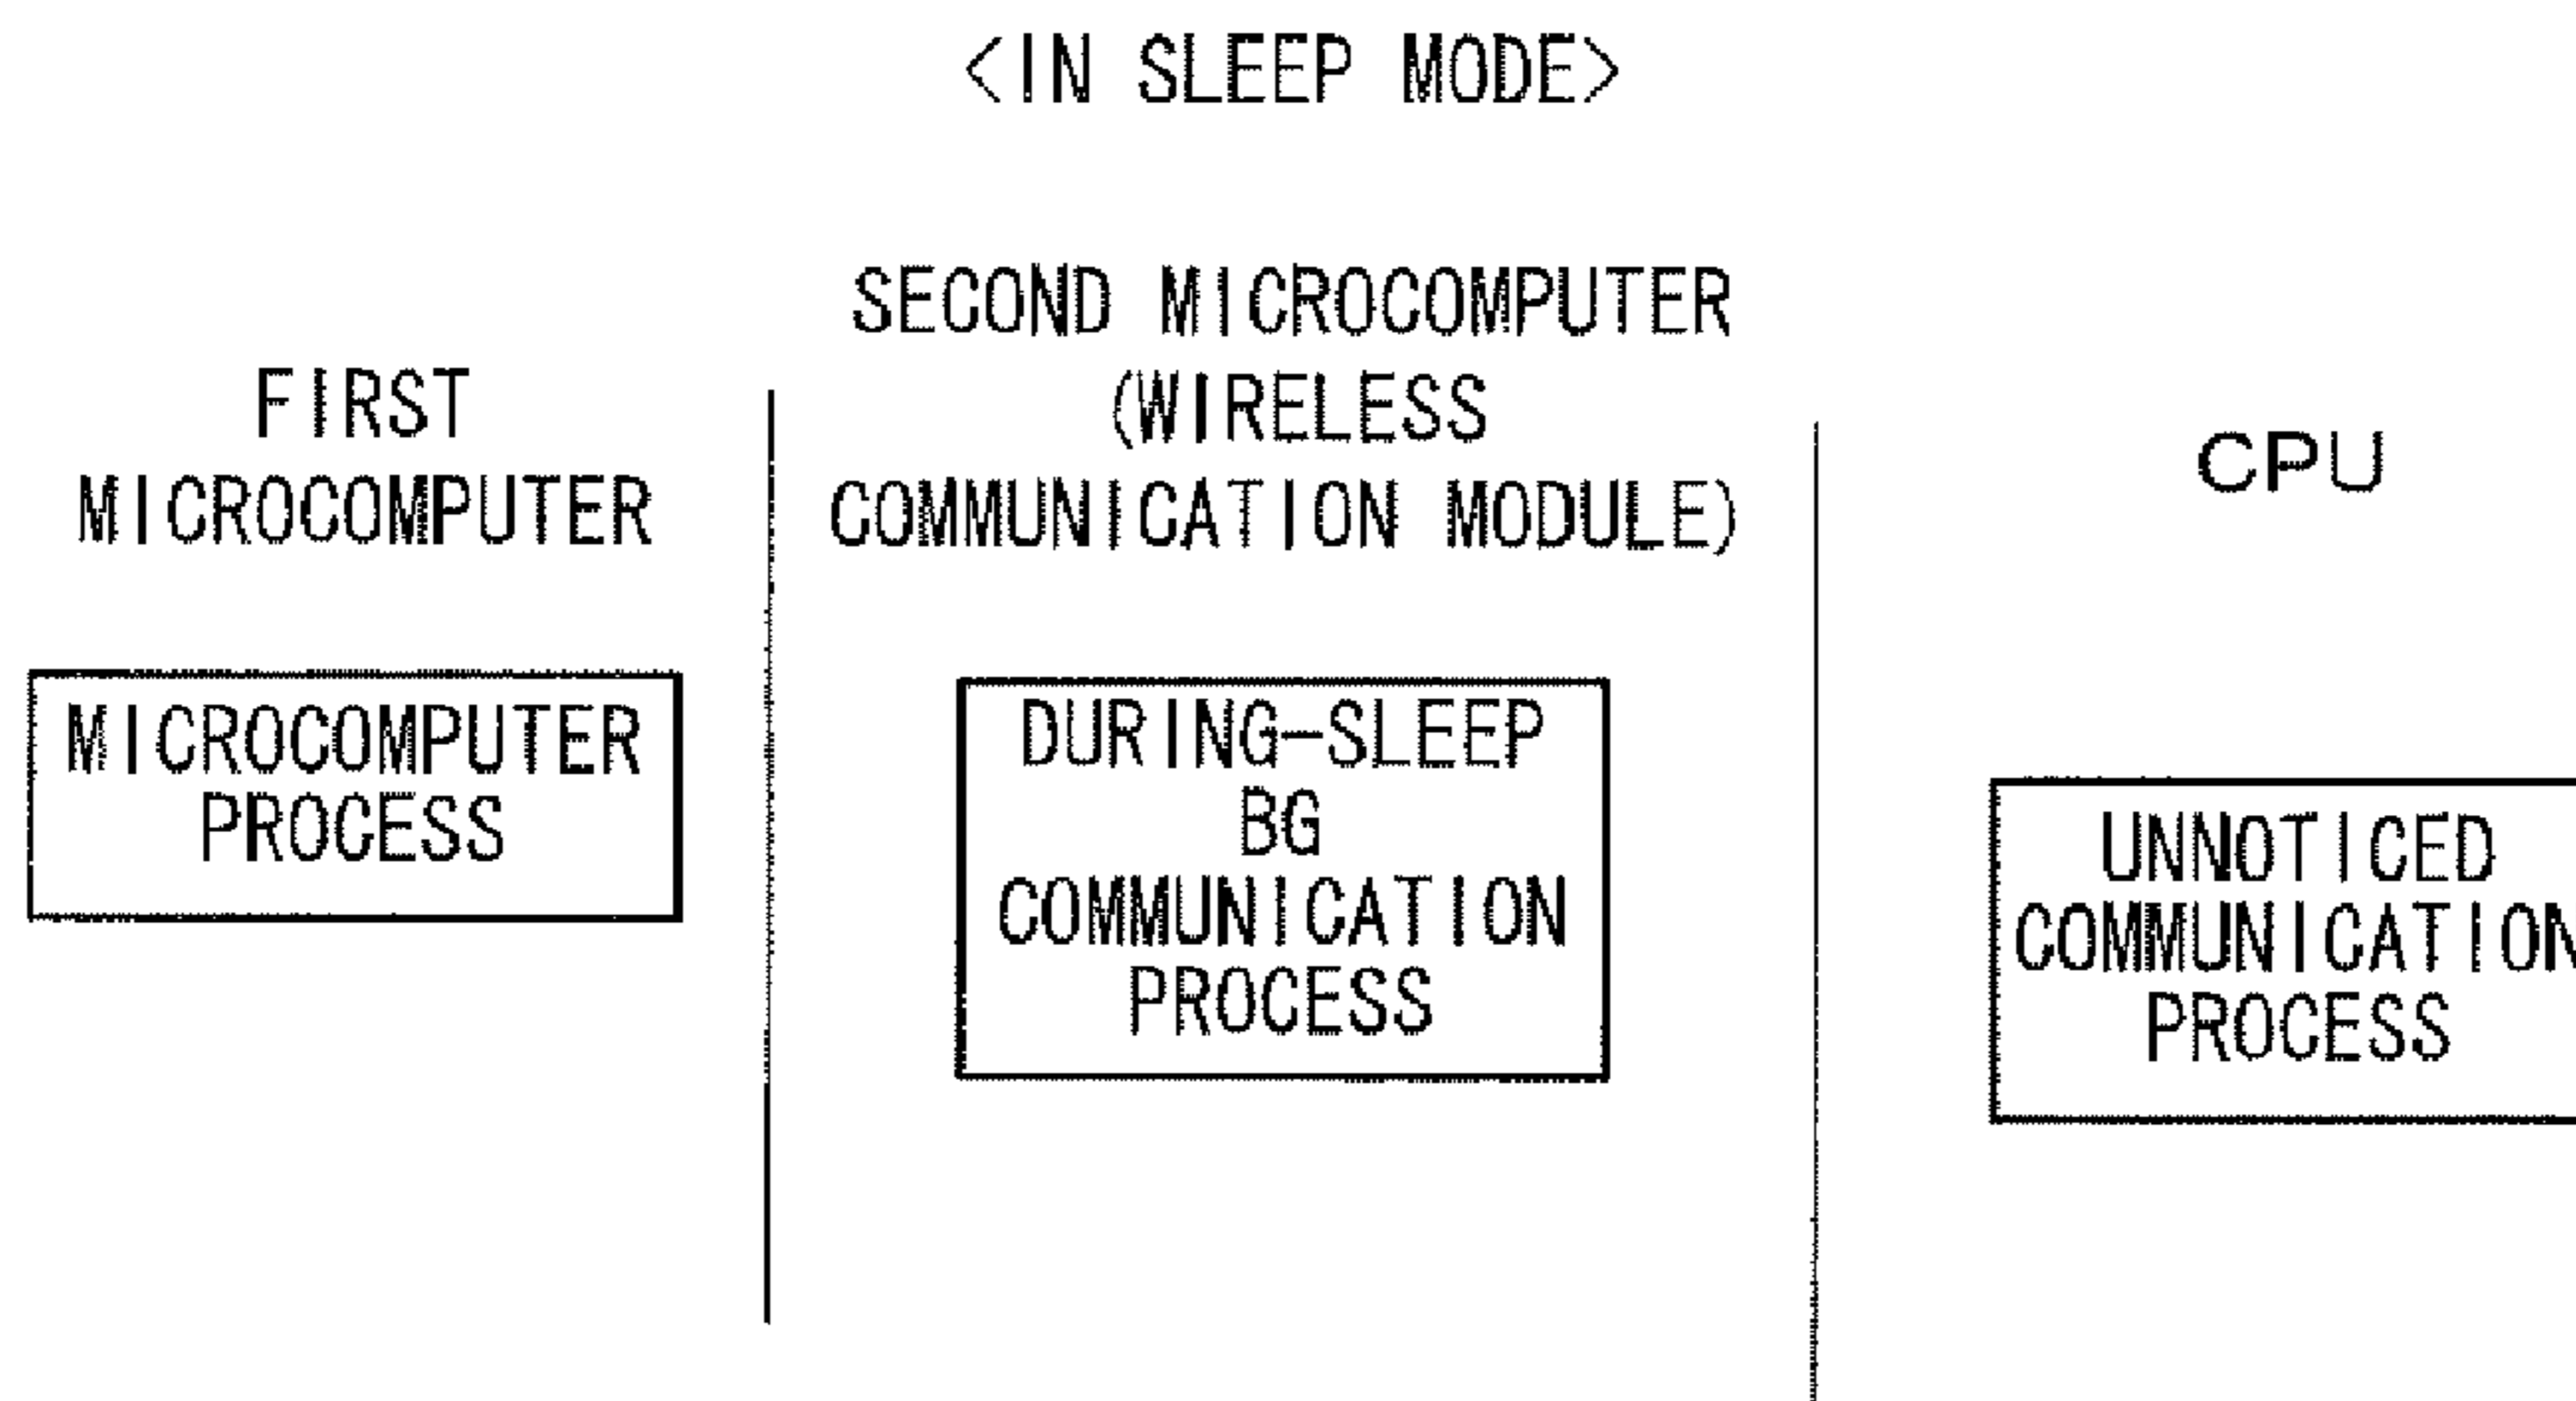 <IN SLEEP MODE>
FIRST
MICROCOMPUTER
SECOND MICROCOMPUTER
(WIRELESS
COMMUNICATION MODULE)
CPU
MICROCOMPUTER
PROCESS
DURING-SLEEP
BG
COMMUNICATION
PROCESS
UNNOTICED
COMMUNICATION
PROCESS